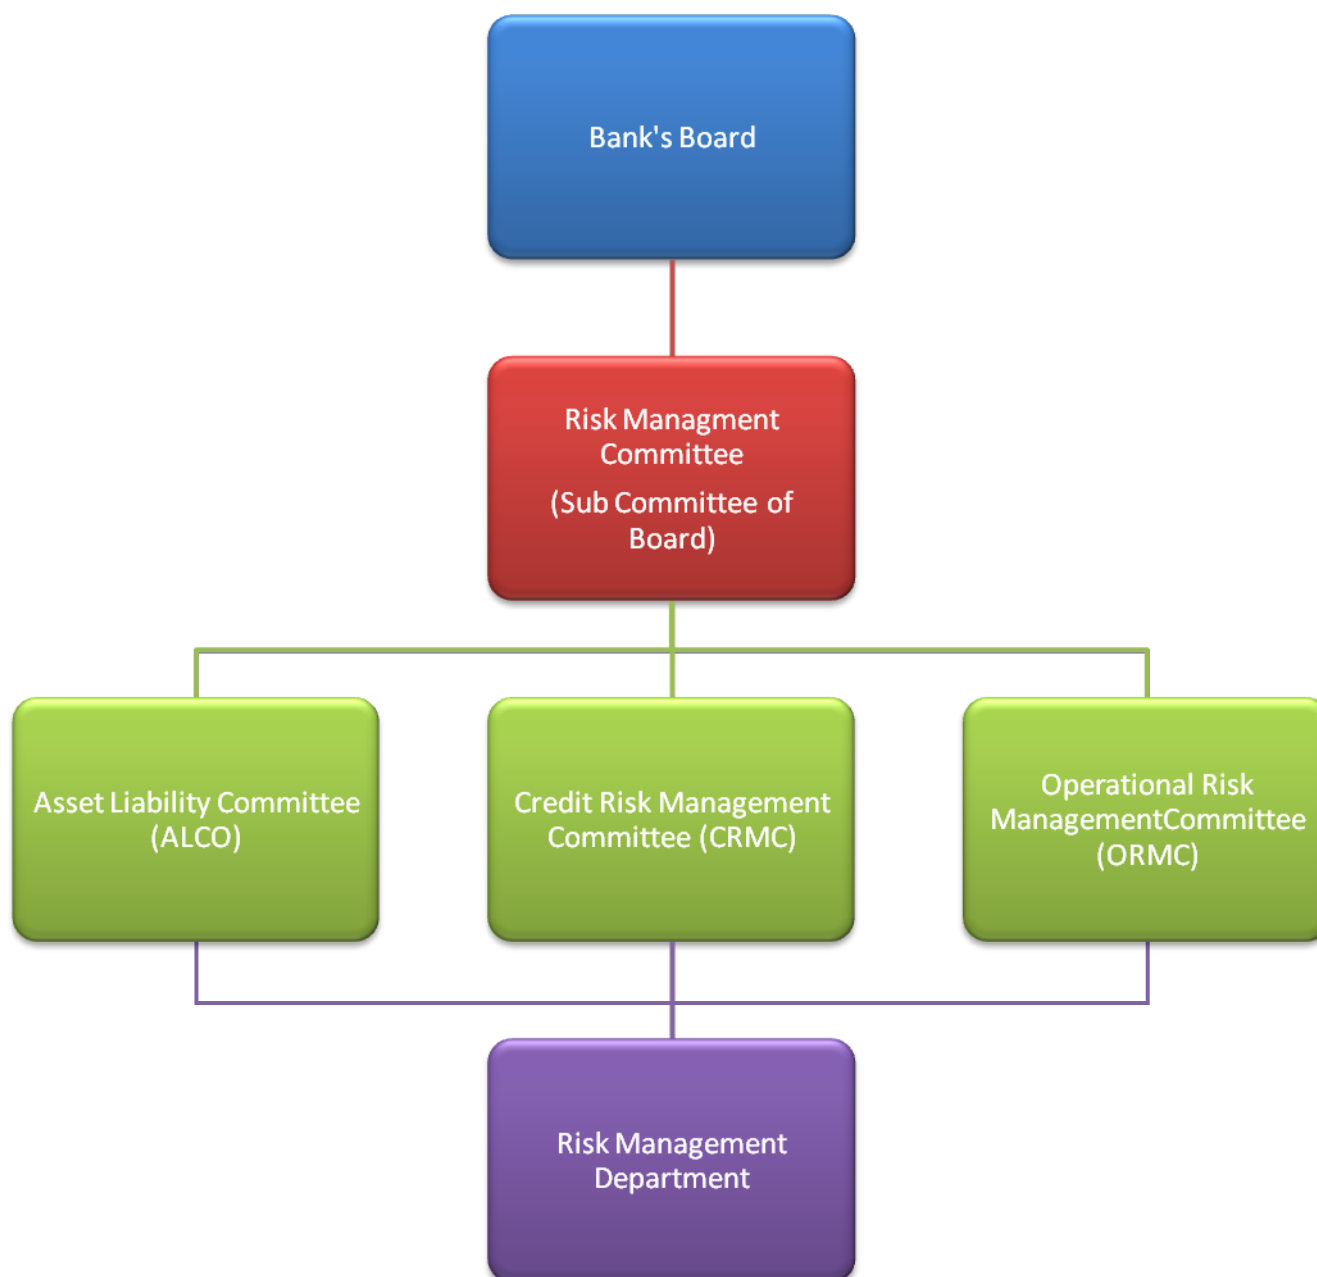 Bank's Board
Risk Managment
Committee
(Sub Committee of
Board)
Asset Liability Committee
(ALCO)
Credit Risk Management
Committee (CRMC)
Operational Risk
ManagementCommittee
(ORMC)
Risk Management
Department